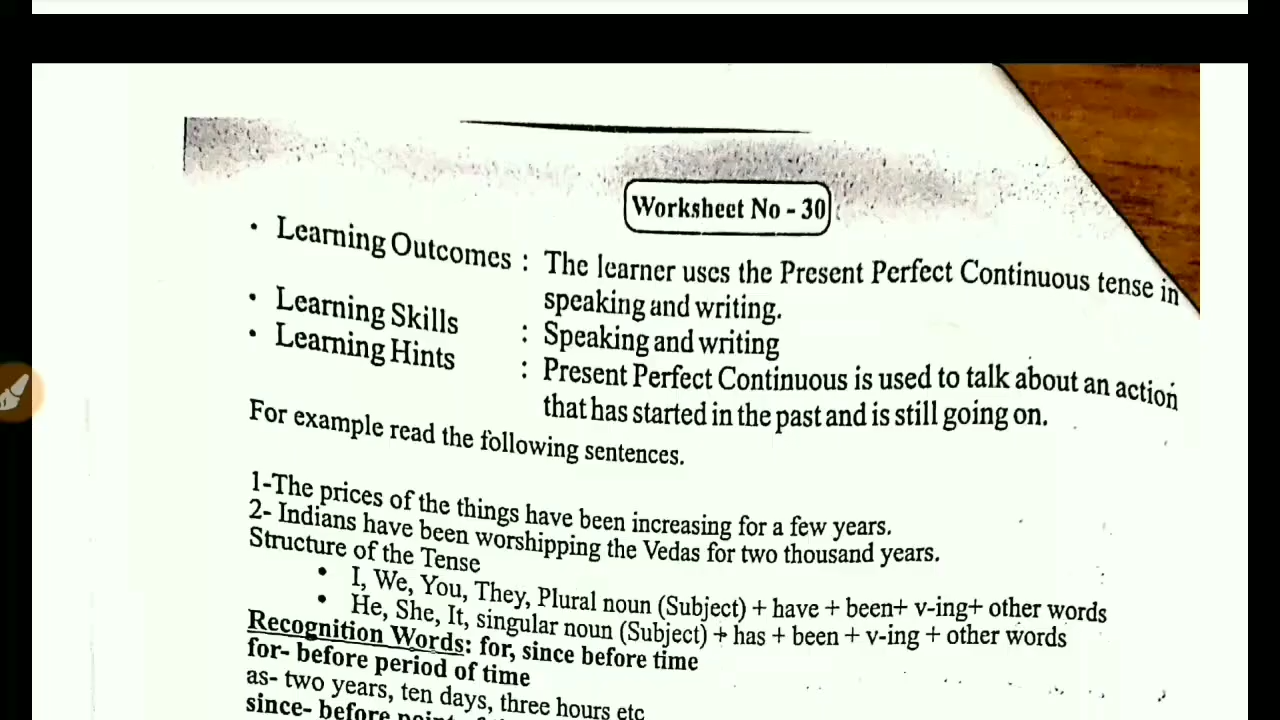 Worksheet No - 30
• Learning Outcomes : The learner uses the Present Perfect Continuous tense in
speaking and writing.
• Learning Skills : Speaking and writing
• Learning Hints : Present Perfect Continuous is used to talk about an action
that has started in the past and is still going on.
For example read the following sentences.
1-The prices of the things have been increasing for a few years.
2- Indians have been worshipping the Vedas for two thousand years.
Structure of the Tense
• I, We, You, They, Plural noun (Subject) + have + been+ v-ing+ other words
• He, She, It, singular noun (Subject) + has + been + v-ing + other words
Recognition Words: for, since before time
for- before period of time
as- two years, ten days, three hours etc
since- before